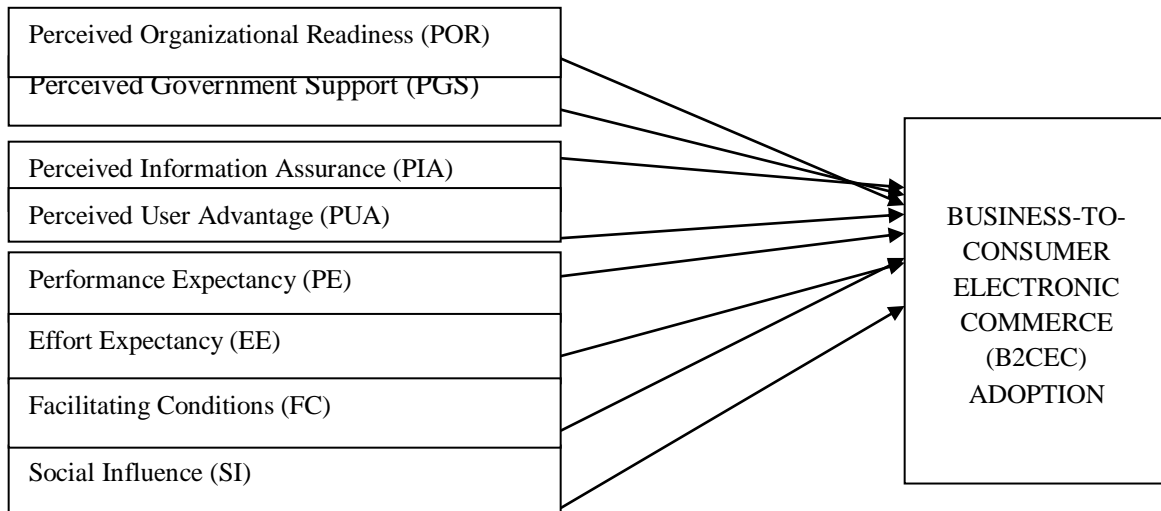 Perceived Organizational Readiness (POR)
Perceived Government Support (PGS)
Perceived Information Assurance (PIA)
Perceived User Advantage (PUA)
Performance Expectancy (PE)
Effort Expectancy (EE)
Facilitating Conditions (FC)
Social Influence (SI)
BUSINESS-TO-
CONSUMER
ELECTRONIC
COMMERCE
(B2CEC)
ADOPTION